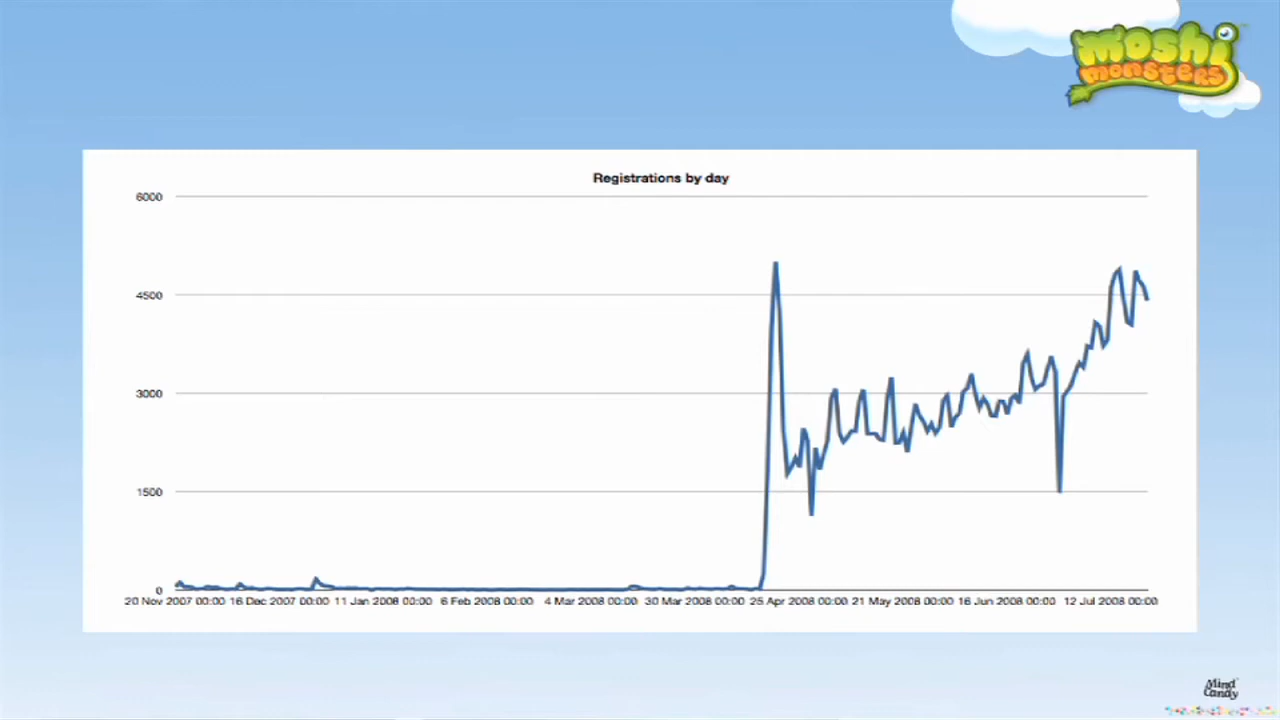 moshi
monsters
Registrations by day
6000
4500
3000
1500
0
20 Nov 2007 00:00 16 Dec 2007 00:00 11 Jan 2008 00:00 6 Feb 2008 00:00 4 Mar 2008 00:00 30 Mar 2008 00:00 25 Apr 2008 00:00 21 May 2008 00:00 16 Jun 2008 00:00 12 Jul 2008 00:00
Mind
Candy